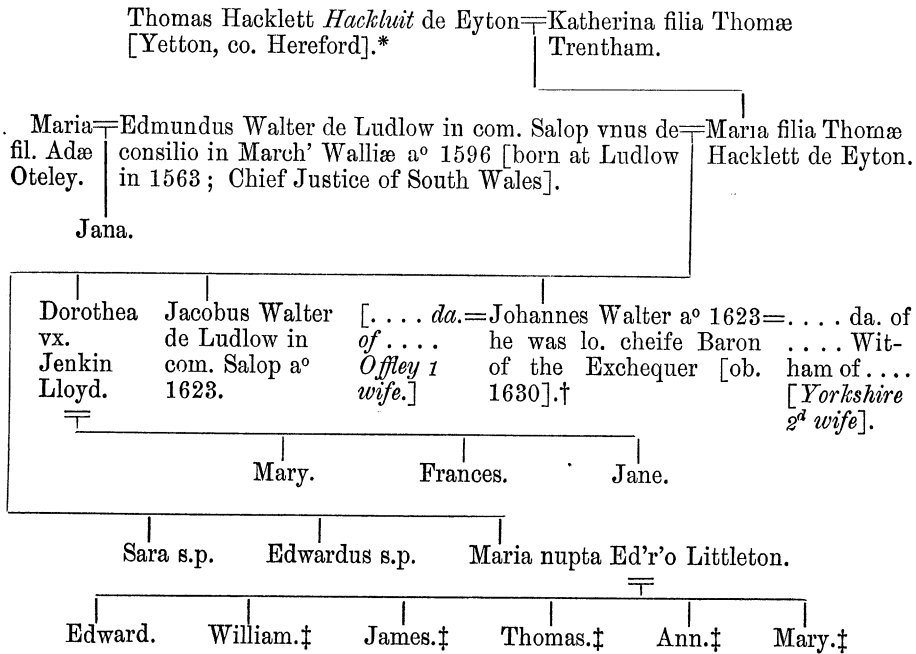 Thomas Hacklett Hackluit de Eyton=Katherina filia Thomæ
[Yetton, co. Hereford].* Trentham.
Maria=Edmundus Walter de Ludlow in com. Salop vnus de=Maria filia Thomæ
fil. Adæ consilio in March' Walliæ aº 1596 [born at Ludlow Hacklett de Eyton.
Oteley. in 1563; Chief Justice of South Wales].
Jana.
Dorothea Jacobus Walter [. . . . da.=Johannes Walter aº 1623=. . . . da. of
vx. de Ludlow in of . . . . he was lo. cheife Baron . . . . Wit-
Jenkin com. Salop aº Offley 1 of the Exchequer [ob. ham of . . . .
Lloyd. 1623. wife.] 1630].† [Yorkshire
2d wife].
Mary. Frances. Jane.
Sara s.p. Edwardus s.p. Maria nupta Ed'r'o Littleton.
Edward. William.‡ James.‡ Thomas.‡ Ann.‡ Mary.‡